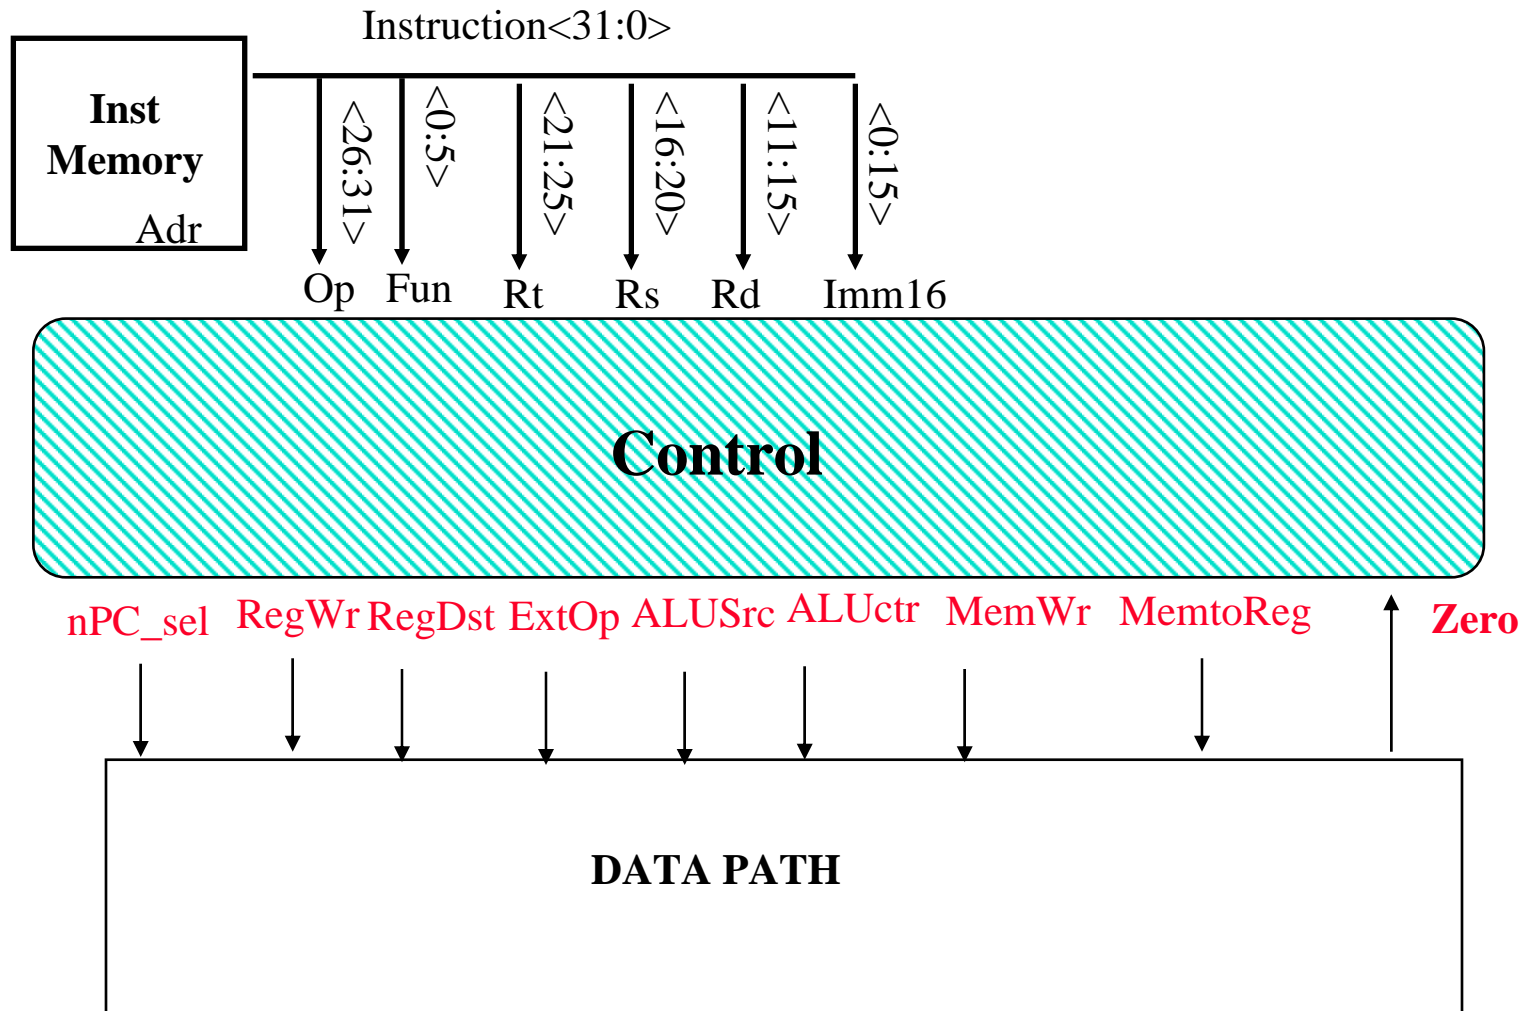 Instruction<31:0>
Inst
Memory
Adr
<26:31>
<0:5>
<21:25>
<16:20>
<11:15>
<0:15>
Op Fun Rt Rs Rd Imm16
Control
nPC_sel RegWr RegDst ExtOp ALUSrc ALUctr MemWr MemtoReg Zero
DATA PATH